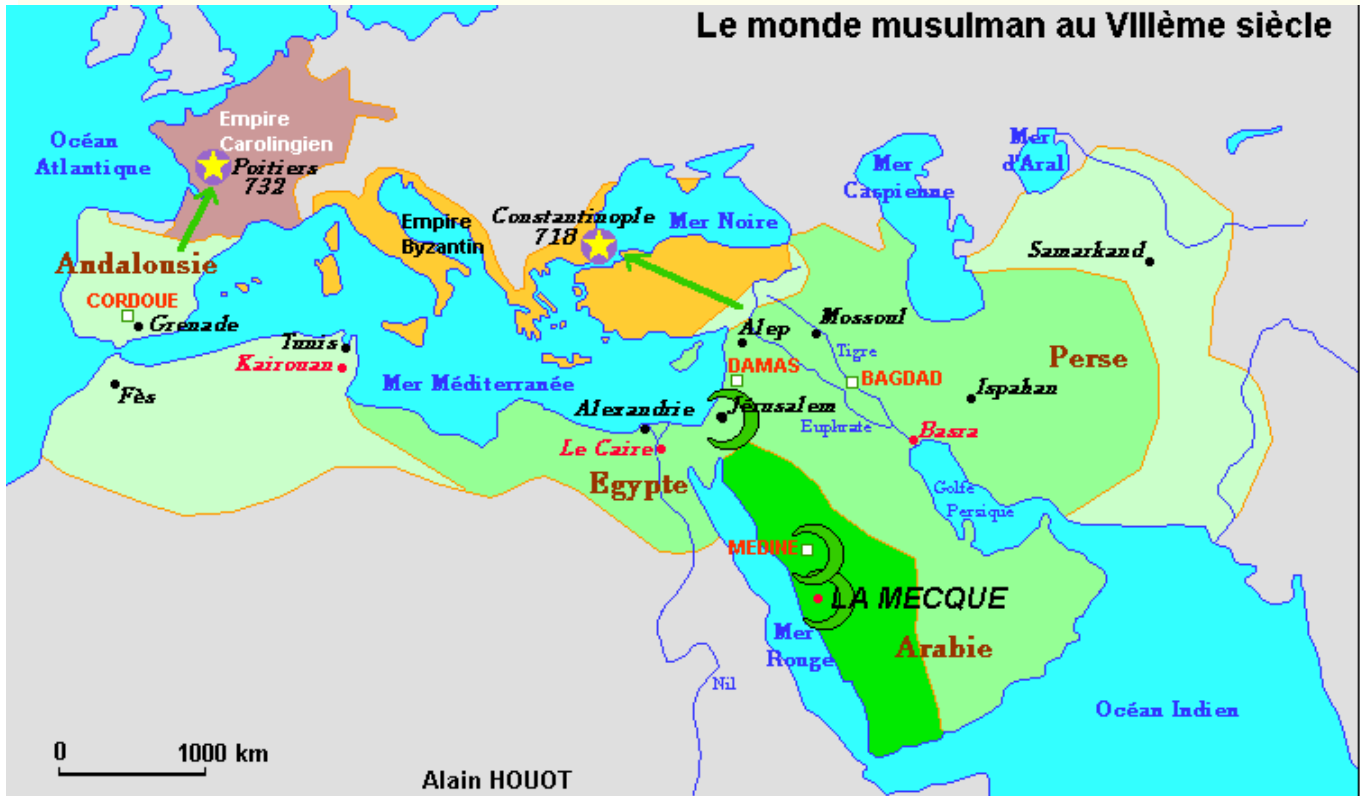 Le monde musulman au VIIIème siècle
Océan
Atlantique
Empire
Carolingien
Poitiers
732
Mer
d'Aral
Mer
Caspienne
Constantinople
718
Mer Noire
Empire
Byzantin
Samarkand
Andalousie
CORDOUE
Grenade
Tunis
Kairouan
Fès
Mer Méditerranée
Alep
Mossoul
Tigre
DAMAS
BAGDAD
Perse
Ispahan
Alexandrie
Jérusalem
Euphrate
Basra
Le Caire
Egypte
Golfe
Persique
MEDINE
LA MECQUE
Mer
Rouge
Arabie
Nil
Océan Indien
0 1000 km
Alain HOUOT